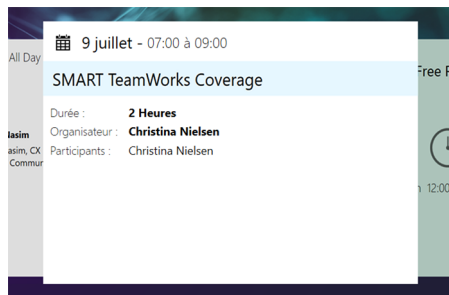 9 juillet - 07:00 à 09:00
All Day
SMART TeamWorks Coverage
Free
Durée : 2 Heures
Organisateur : Christina Nielsen
Participants : Christina Nielsen
asim, CX
Commur
12:00